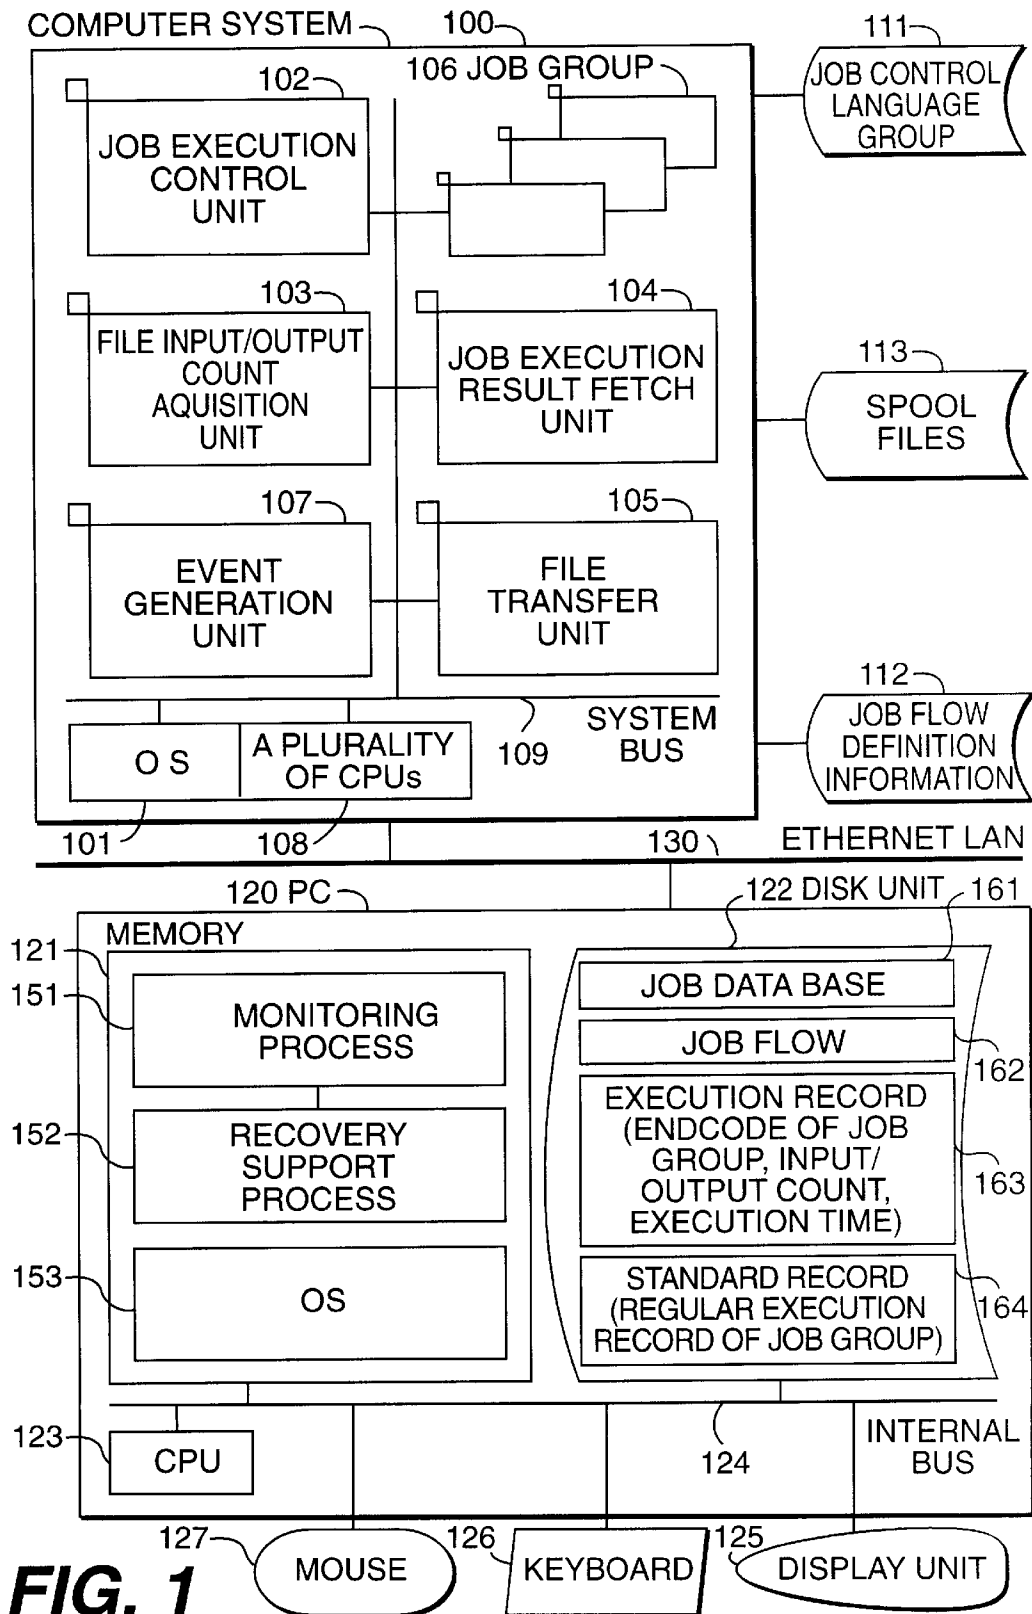 COMPUTER SYSTEM 100
111
106 JOB GROUP
102
JOB CONTROL
LANGUAGE
GROUP
JOB EXECUTION
CONTROL
UNIT
103
104
FILE INPUT/OUTPUT
COUNT
AQUISITION
UNIT
JOB EXECUTION
RESULT FETCH
UNIT
113
SPOOL
FILES
107
105
EVENT
GENERATION
UNIT
FILE
TRANSFER
UNIT
112
JOB FLOW
DEFINITION
INFORMATION
SYSTEM
BUS
109
O S
A PLURALITY
OF CPUs
101
108
130
ETHERNET LAN
120 PC
122 DISK UNIT
161
MEMORY
121
151
MONITORING
PROCESS
JOB DATA BASE
JOB FLOW
162
152
RECOVERY
SUPPORT
PROCESS
EXECUTION RECORD
(ENDCODE OF JOB
GROUP, INPUT/
OUTPUT COUNT,
EXECUTION TIME)
163
153
OS
STANDARD RECORD
(REGULAR EXECUTION
RECORD OF JOB GROUP)
164
123
CPU
124
INTERNAL
BUS
127
MOUSE
126
KEYBOARD
125
DISPLAY UNIT
FIG. 1